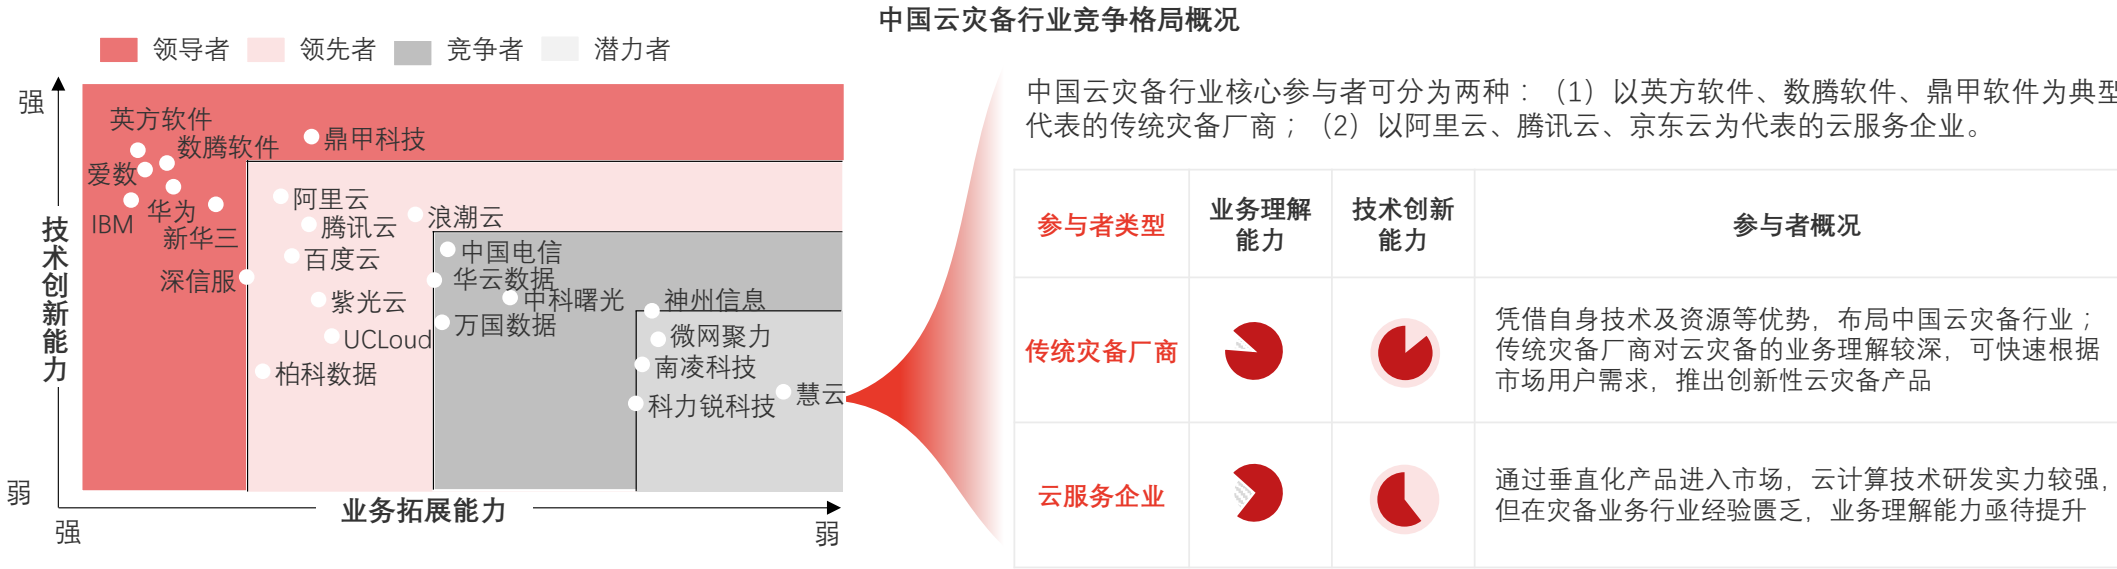 中国云灾备行业竞争格局概况
领导者 领先者 竞争者 潜力者
强
技术创新能力
弱
强
业务拓展能力
弱
英方软件
数腾软件
鼎甲科技
爱数
IBM
华为
新华三
深信服
阿里云
腾讯云
浪潮云
百度云
紫光云
UCLoud
柏科数据
中国电信
华云数据
中科曙光
万国数据
神州信息
微网聚力
南凌科技
科力锐科技
慧云
中国云灾备行业核心参与者可分为两种：（1）以英方软件、数腾软件、鼎甲软件为典型
代表的传统灾备厂商；（2）以阿里云、腾讯云、京东云为代表的云服务企业。
参与者类型
业务理解
能力
技术创新
能力
参与者概况
传统灾备厂商
凭借自身技术及资源等优势，布局中国云灾备行业；
传统灾备厂商对云灾备的业务理解较深，可快速根据
市场用户需求，推出创新性云灾备产品
云服务企业
通过垂直化产品进入市场，云计算技术研发实力较强，
但在灾备业务行业经验匮乏，业务理解能力亟待提升